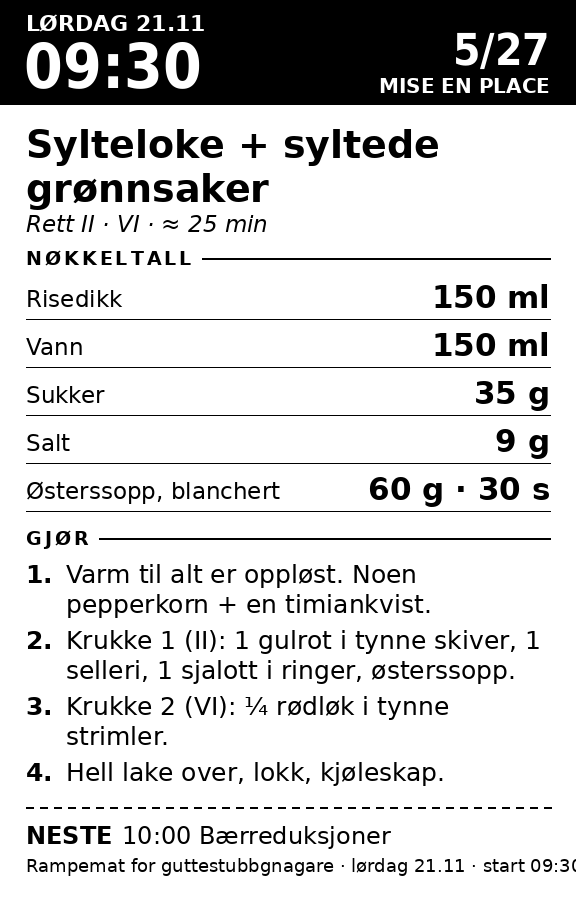 LØRDAG 21.11
09:30
5/27
MISE EN PLACE
Sylteloke + syltede
grønnsaker
Rett II · VI · ≈ 25 min
NØKKELTALL
Risedikk 150 ml
Vann 150 ml
Sukker 35 g
Salt 9 g
Østerssopp, blanchert 60 g · 30 s
GJØR
1. Varm til alt er oppløst. Noen
pepperkorn + en timiankvist.
2. Krukke 1 (II): 1 gulrot i tynne skiver, 1
selleri, 1 sjalott i ringer, østerssopp.
3. Krukke 2 (VI): ¼ rødløk i tynne
strimler.
4. Hell lake over, lokk, kjøleskap.
NESTE 10:00 Bærreduksjoner
Rampemat for guttestubbgnagare · lørdag 21.11 · start 09:30